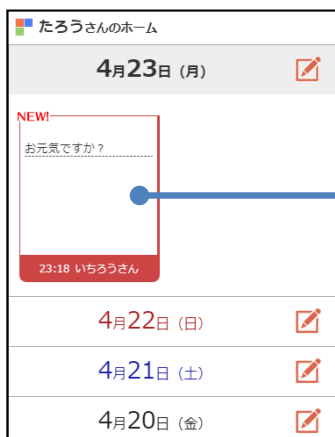 たろうさんのホーム
4月23日（月）
NEW!
お元気ですか？
23:18 いちろうさん
4月22日（日）
4月21日（土）
4月20日（金）